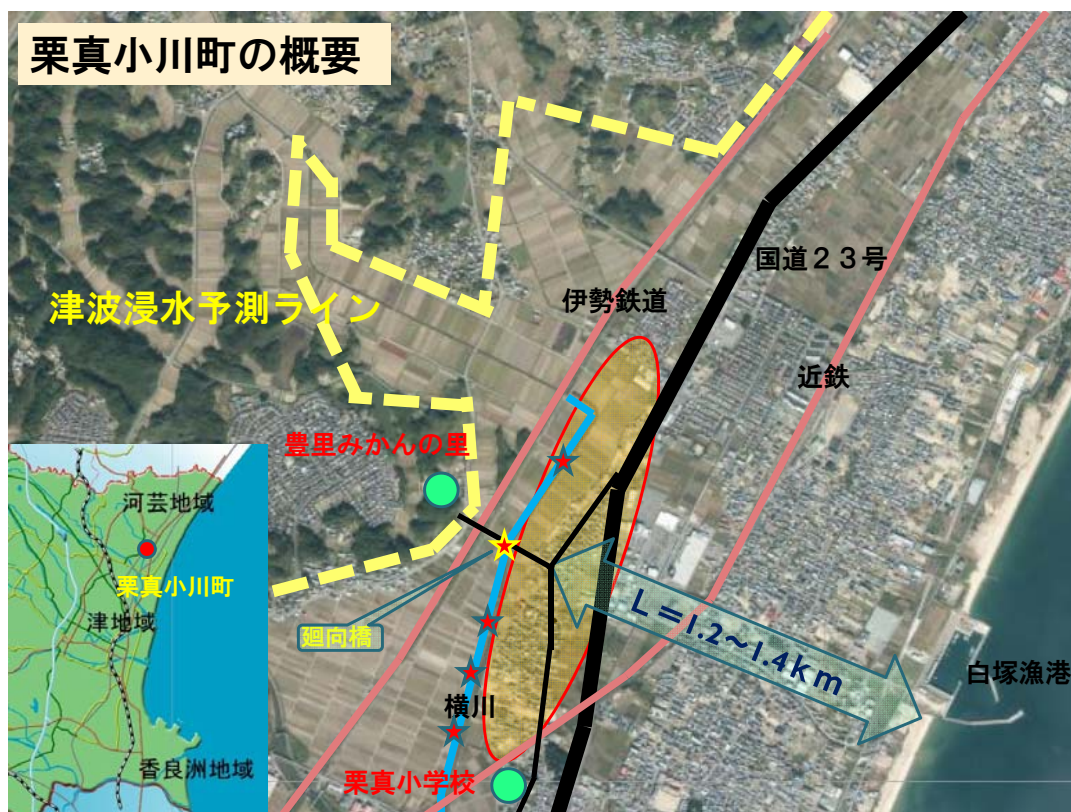 栗真小川町の概要
国道２３号
津波浸水予測ライン
伊勢鉄道
近鉄
豊里みかんの里
河芸地域
栗真小川町
津地域
廻向橋
L＝1.2～1.4km
白塚漁港
横川
香良洲地域
栗真小学校